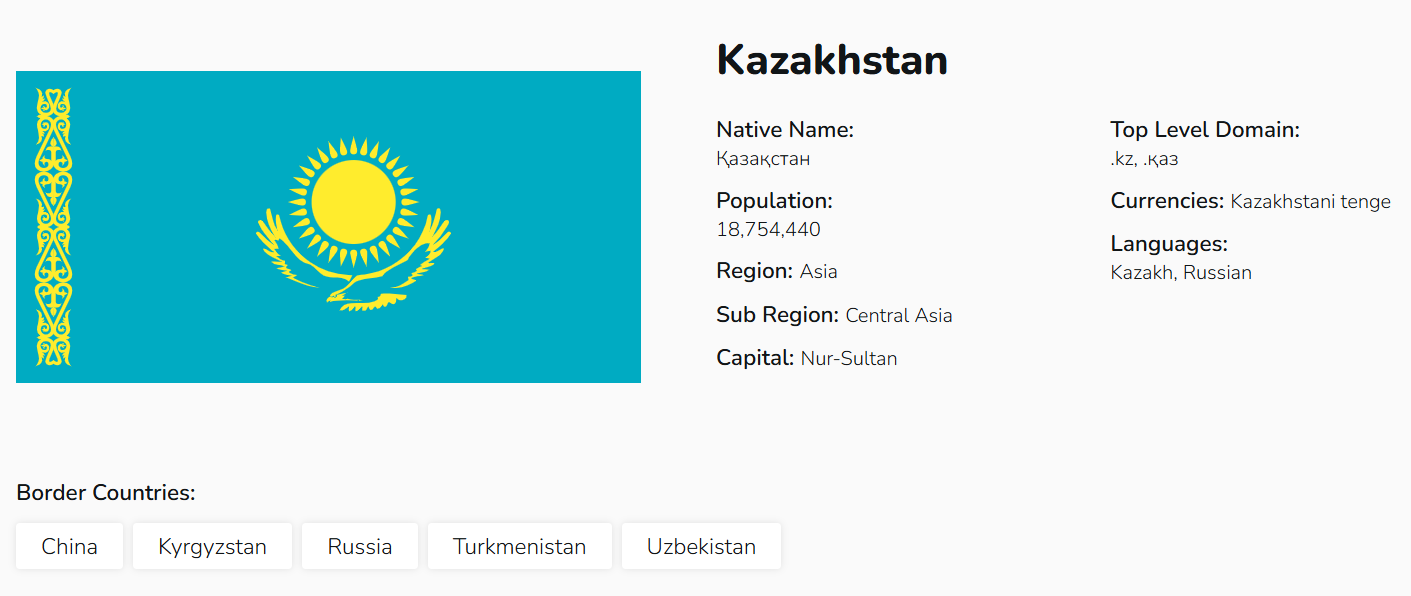 Kazakhstan
Native Name:
Қазақстан
Population:
18,754,440
Region: Asia
Sub Region: Central Asia
Capital: Nur-Sultan
Top Level Domain:
.kz, .қаз
Currencies: Kazakhstani tenge
Languages:
Kazakh, Russian
Border Countries:
China
Kyrgyzstan
Russia
Turkmenistan
Uzbekistan